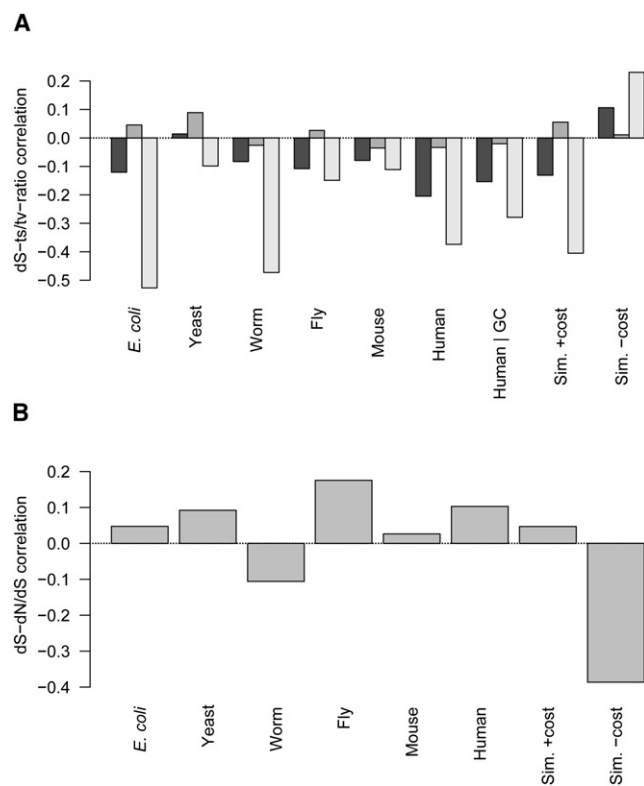 A
dS−ts/tv−ratio correlation
0.2
0.1
0.0
−0.1
−0.2
−0.3
−0.4
−0.5
E. coli
Yeast
Worm
Fly
Mouse
Human
Human | GC
Sim. +cost
Sim. −cost
B
dS−dN/dS correlation
0.2
0.1
0.0
−0.1
−0.2
−0.3
−0.4
E. coli
Yeast
Worm
Fly
Mouse
Human
Sim. +cost
Sim. −cost